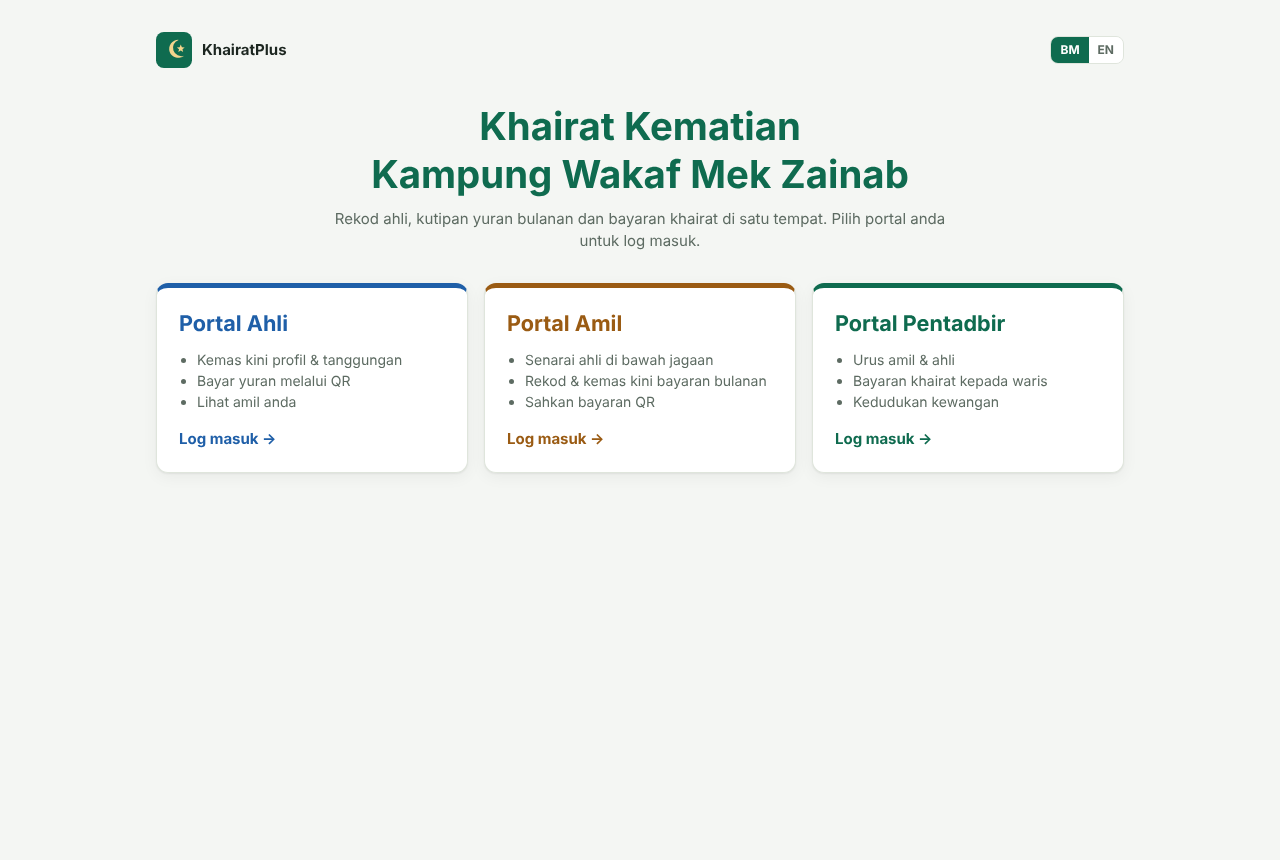 KhairatPlus
BM EN
Khairat Kematian
Kampung Wakaf Mek Zainab
Rekod ahli, kutipan yuran bulanan dan bayaran khairat di satu tempat. Pilih portal anda
untuk log masuk.
Portal Ahli
• Kemas kini profil & tanggungan
• Bayar yuran melalui QR
• Lihat amil anda
Log masuk →
Portal Amil
• Senarai ahli di bawah jagaan
• Rekod & kemas kini bayaran bulanan
• Sahkan bayaran QR
Log masuk →
Portal Pentadbir
• Urus amil & ahli
• Bayaran khairat kepada waris
• Kedudukan kewangan
Log masuk →